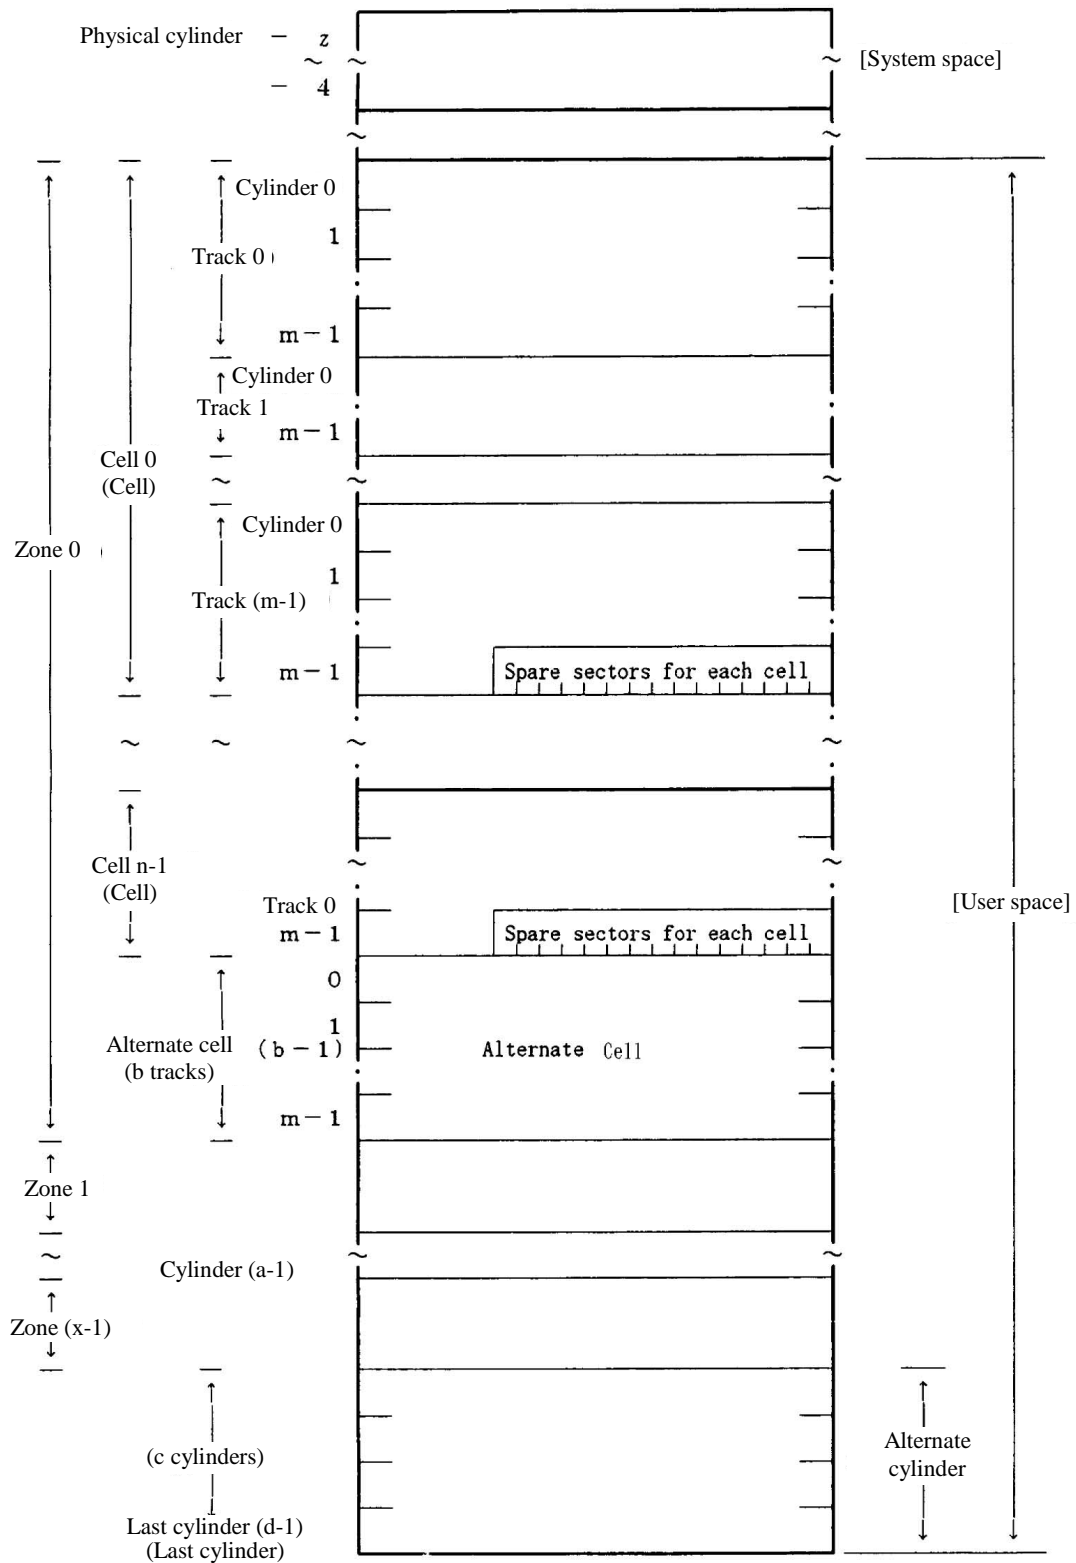 Physical cylinder − z
∼
− 4
[System space]
Cylinder 0
1
Track 0
m−1
Cylinder 0
Track 1
m−1
Cell 0
(Cell)
Cylinder 0
Zone 0
1
Track (m-1)
m−1
Spare sectors for each cell
Cell n-1
(Cell)
Track 0
m−1
Spare sectors for each cell
[User space]
0
1
Alternate cell
(b−1)
(b tracks)
Alternate Cell
m−1
Zone 1
Cylinder (a-1)
Zone (x-1)
(c cylinders)
Alternate
cylinder
Last cylinder (d-1)
(Last cylinder)